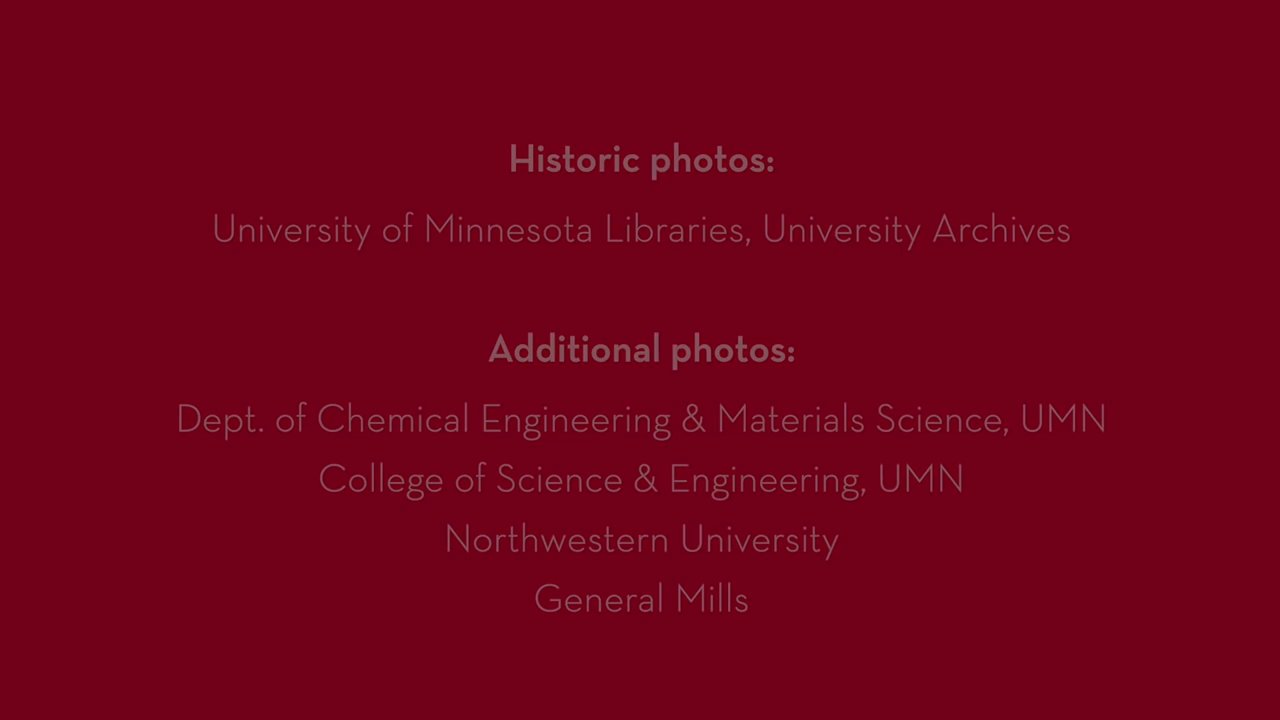 Historic photos:
University of Minnesota Libraries, University Archives
Additional photos:
Dept. of Chemical Engineering & Materials Science, UMN
College of Science & Engineering, UMN
Northwestern University
General Mills